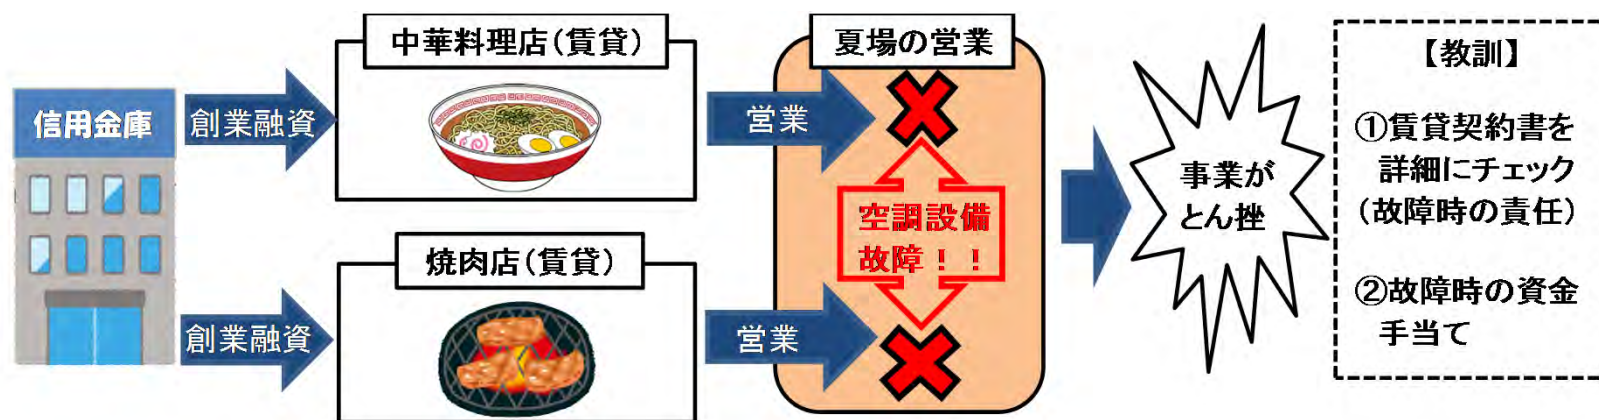 信用金庫
創業融資
中華料理店(賃貸)
営業
夏場の営業
創業融資
焼肉店(賃貸)
営業
空調設備
故障!!
事業が
とん挫
【教訓】
①賃貸契約書を
詳細にチェック
(故障時の責任)
②故障時の資金
手当て